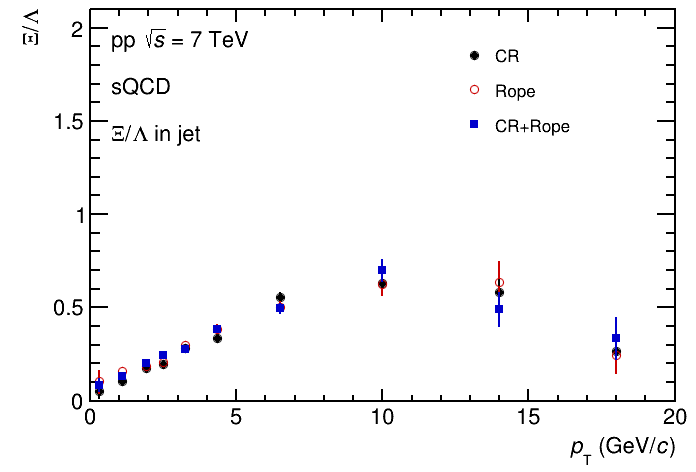 Ξ/Λ
pp √s = 7 TeV
sQCD
Ξ/Λ in jet
CR
Rope
CR+Rope
2
1.5
1
0.5
0
0 5 10 15 20
p_T (GeV/c)